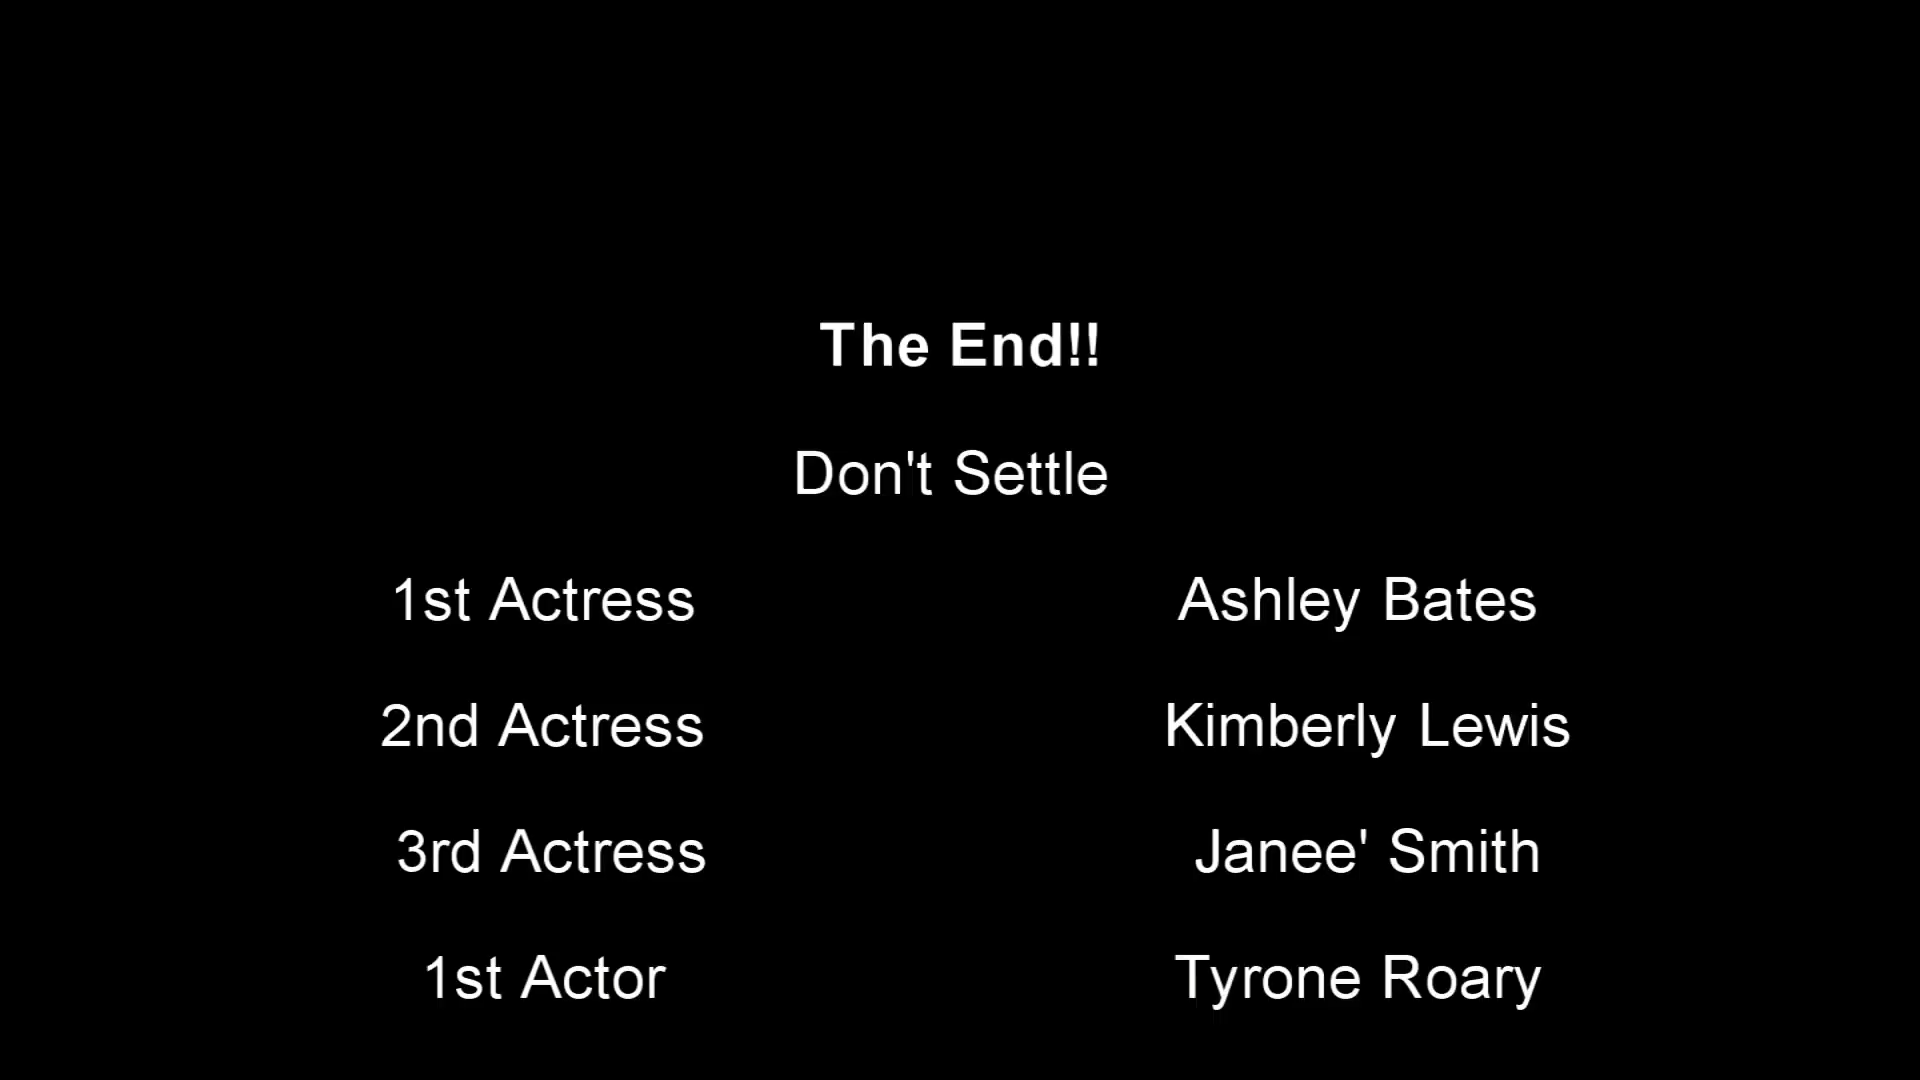 The End!!
Don't Settle
1st Actress Ashley Bates
2nd Actress Kimberly Lewis
3rd Actress Janee' Smith
1st Actor Tyrone Roary